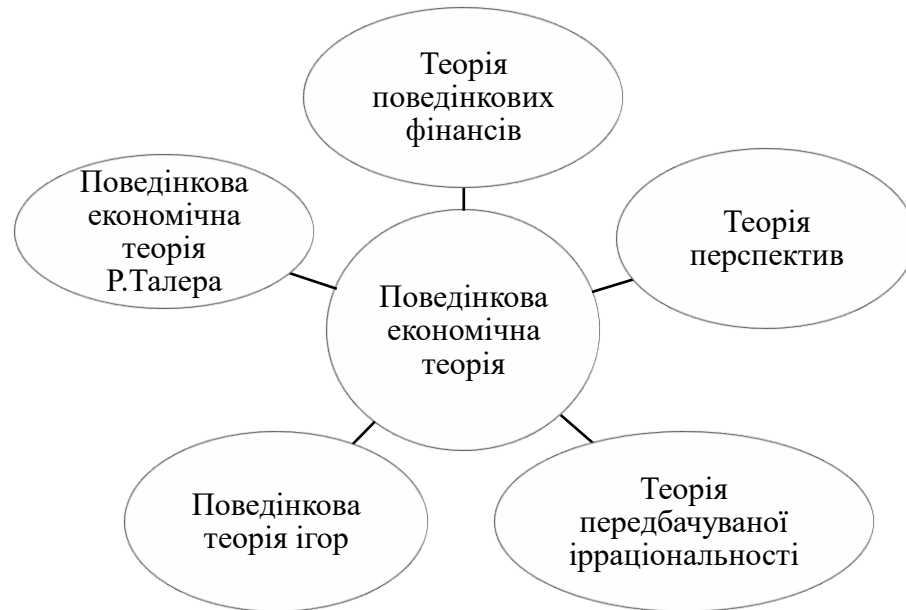 Теорія
поведінкових
фінансів
Поведінкова
економічна
теорія
Р.Талера
Теорія
перспектив
Поведінкова
економічна
теорія
Поведінкова
теорія ігор
Теорія
передбачуваної
ірраціональності